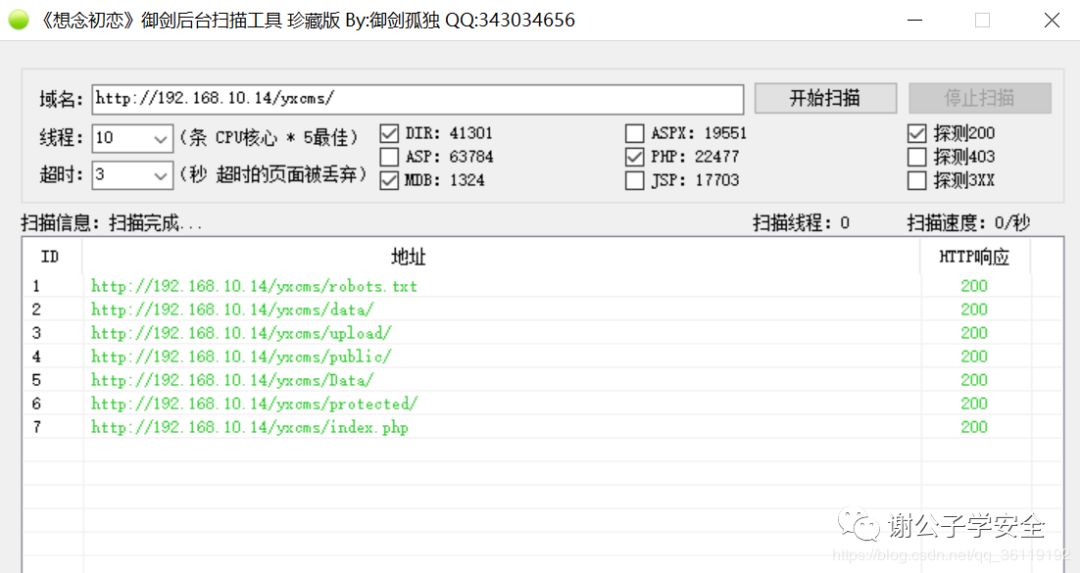 《想念初恋》御剑后台扫描工具 珍藏版 By:御剑孤独 QQ:343034656
域名: http://192.168.10.14/yxcms/ 开始扫描 停止扫描
线程: 10 (条 CPU核心 * 5最佳) DIR: 41301 ASPX: 19551 探测200
ASP: 63784 PHP: 22477 探测403
超时: 3 (秒 超时的页面被丢弃) MDB: 1324 JSP: 17703 探测3XX
扫描信息: 扫描完成... 扫描线程: 0 扫描速度: 0/秒
ID 地址 HTTP响应
1 http://192.168.10.14/yxcms/robots.txt 200
2 http://192.168.10.14/yxcms/data/ 200
3 http://192.168.10.14/yxcms/upload/ 200
4 http://192.168.10.14/yxcms/public/ 200
5 http://192.168.10.14/yxcms/Data/ 200
6 http://192.168.10.14/yxcms/protected/ 200
7 http://192.168.10.14/yxcms/index.php 200
谢公子学安全
https://blog.csdn.net/qq_36119192